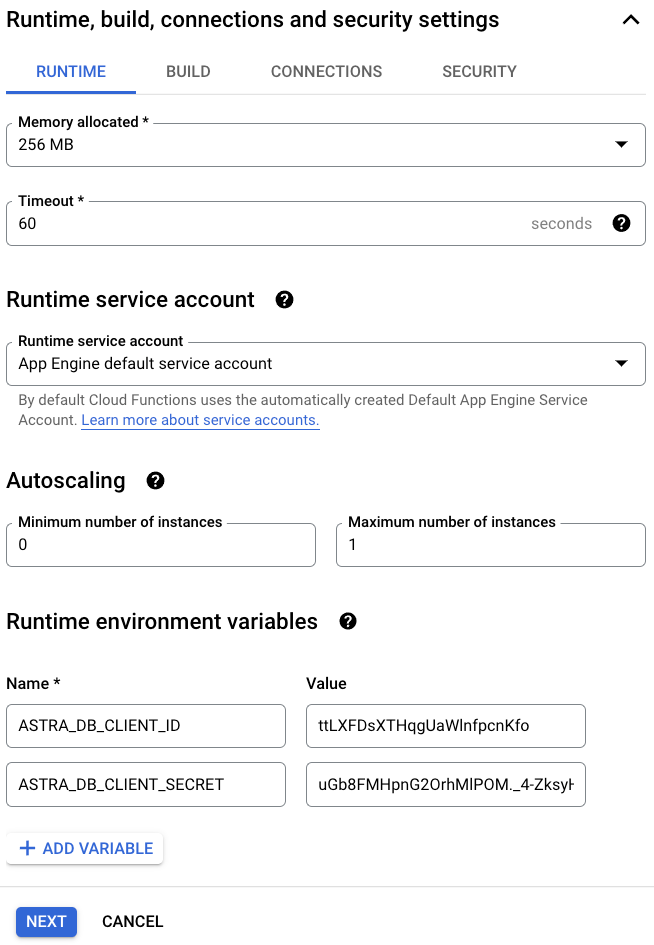 Runtime, build, connections and security settings
RUNTIME BUILD CONNECTIONS SECURITY
Memory allocated *
256 MB
Timeout *
60 seconds
Runtime service account
Runtime service account
App Engine default service account
By default Cloud Functions uses the automatically created Default App Engine Service
Account. Learn more about service accounts.
Autoscaling
Minimum number of instances Maximum number of instances
0 1
Runtime environment variables
Name * Value
ASTRA_DB_CLIENT_ID ttLXFDsXTHqgUaWlnfpcnKfo
ASTRA_DB_CLIENT_SECRET uGb8FMHpnG2OrhMlPOM._4-ZksyH
ADD VARIABLE
NEXT CANCEL